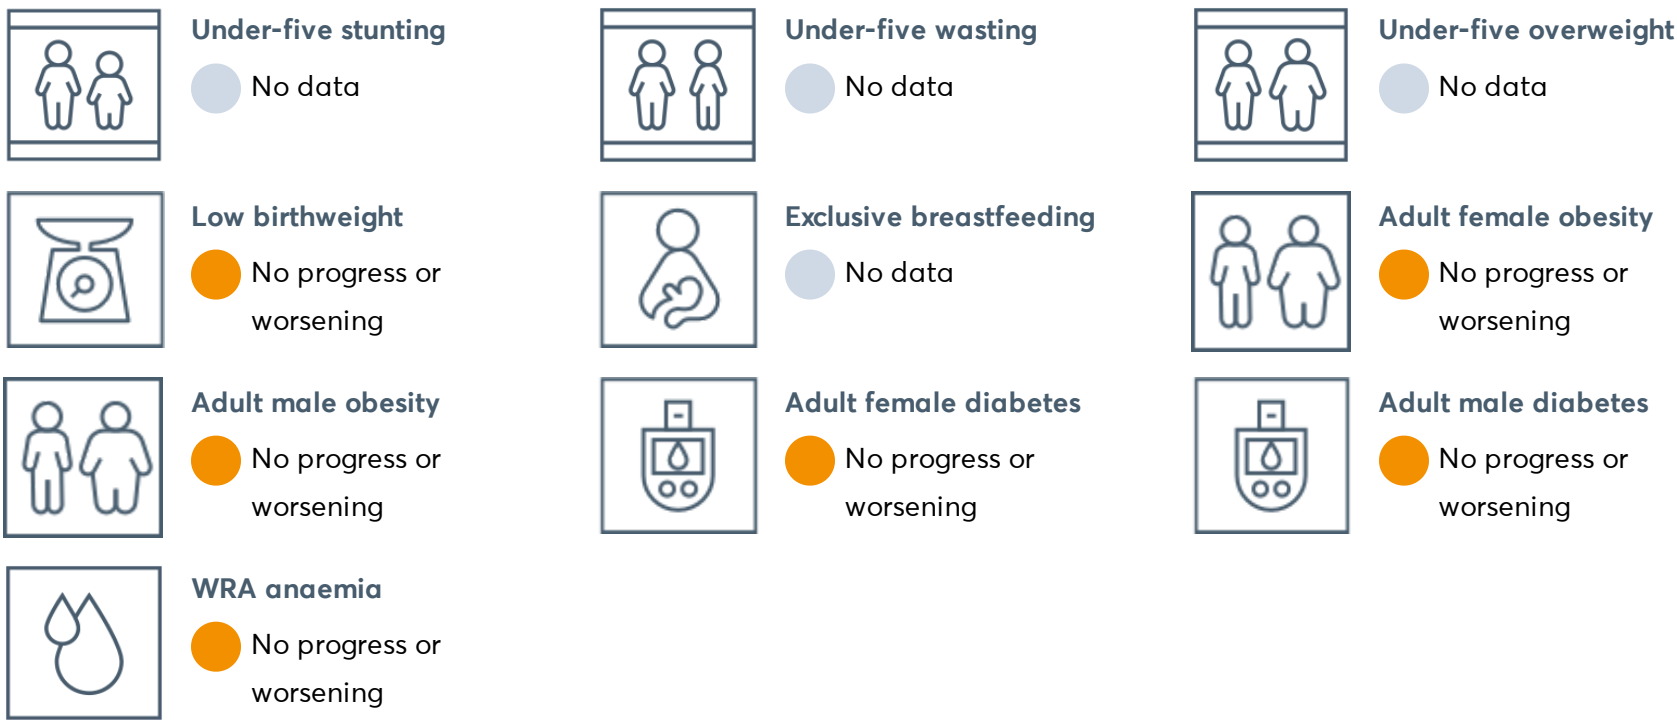 Under-five stunting
No data
Under-five wasting
No data
Under-five overweight
No data
Low birthweight
No progress or
worsening
Exclusive breastfeeding
No data
Adult female obesity
No progress or
worsening
Adult male obesity
No progress or
worsening
Adult female diabetes
No progress or
worsening
Adult male diabetes
No progress or
worsening
WRA anaemia
No progress or
worsening